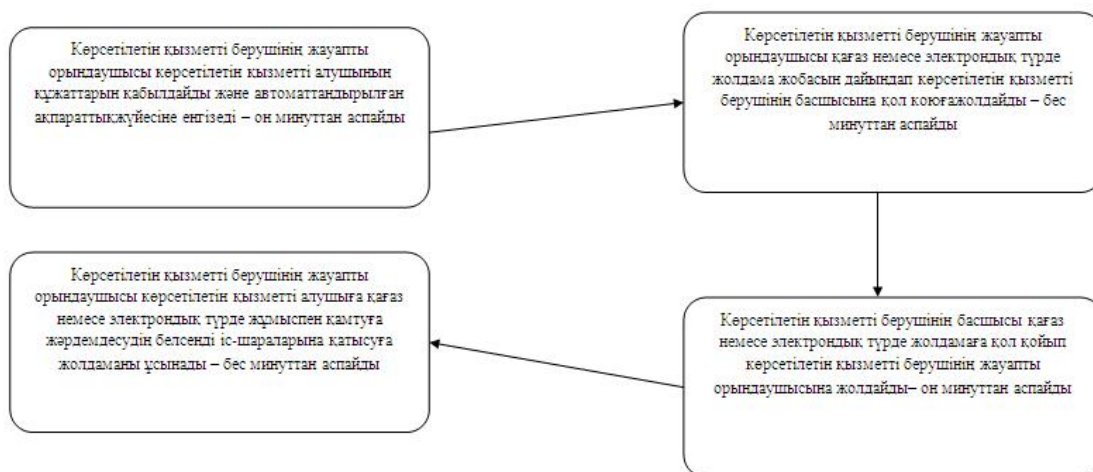 Көрсетілетін қызметті берушінің жауапты
орындаушысы көрсетілетін қызметті алушының
құжаттарын қабылдайды және автоматтандырылған
ақпараттықжүйесіне енгізеді – он минуттан аспайды
Көрсетілетін қызметті берушінің жауапты
орындаушысы қағаз немесе электрондық түрде
жолдама жобасын дайындап көрсетілетін қызметті
берушінің басшысына қол қоюғажолдайды – бес
минуттан аспайды
Көрсетілетін қызметті берушінің басшысы қағаз
немесе электрондық түрде жолдамаға қол қойып
көрсетілетін қызметті берушінің жауапты
орындаушысына жолдайды– он минуттан аспайды
Көрсетілетін қызметті берушінің жауапты
орындаушысы көрсетілетін қызметті алушыға қағаз
немесе электрондық түрде жұмыспен қамтуға
жәрдемдесудің белсенді іс-шараларына қатысуға
жолдаманы ұсынады – бес минуттан аспайды